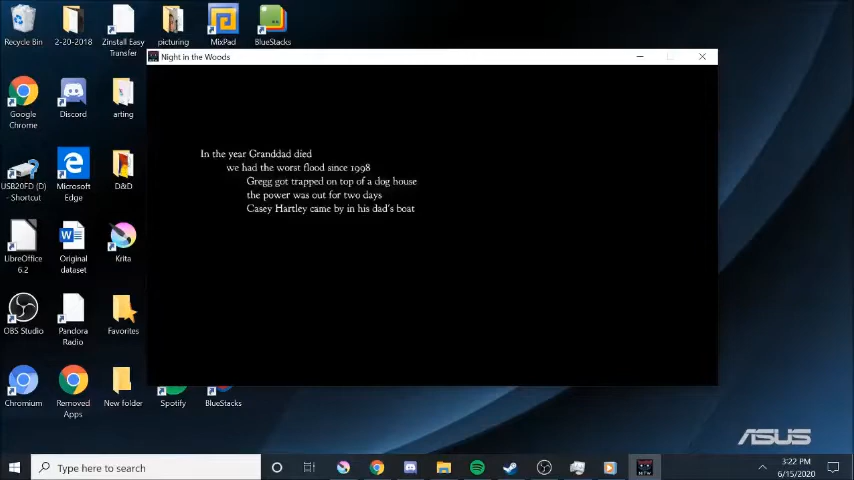 Recycle Bin
2-20-2018
Zinstall Easy
Transfer
picturing
MixPad
BlueStacks
Night in the Woods
Google
Chrome
Discord
arting
In the year Granddad died
we had the worst flood since 1998
Gregg got trapped on top of a dog house
the power was out for two days
Casey Hartley came by in his dad's boat
USB20FD (D)
- Shortcut
Microsoft
Edge
D&D
LibreOffice
6.2
Original
dataset
Krita
OBS Studio
Pandora
Radio
Favorites
Chromium
Removed
Apps
New folder
Spotify
BlueStacks
ASUS
Type here to search
3:22 PM
6/15/2020